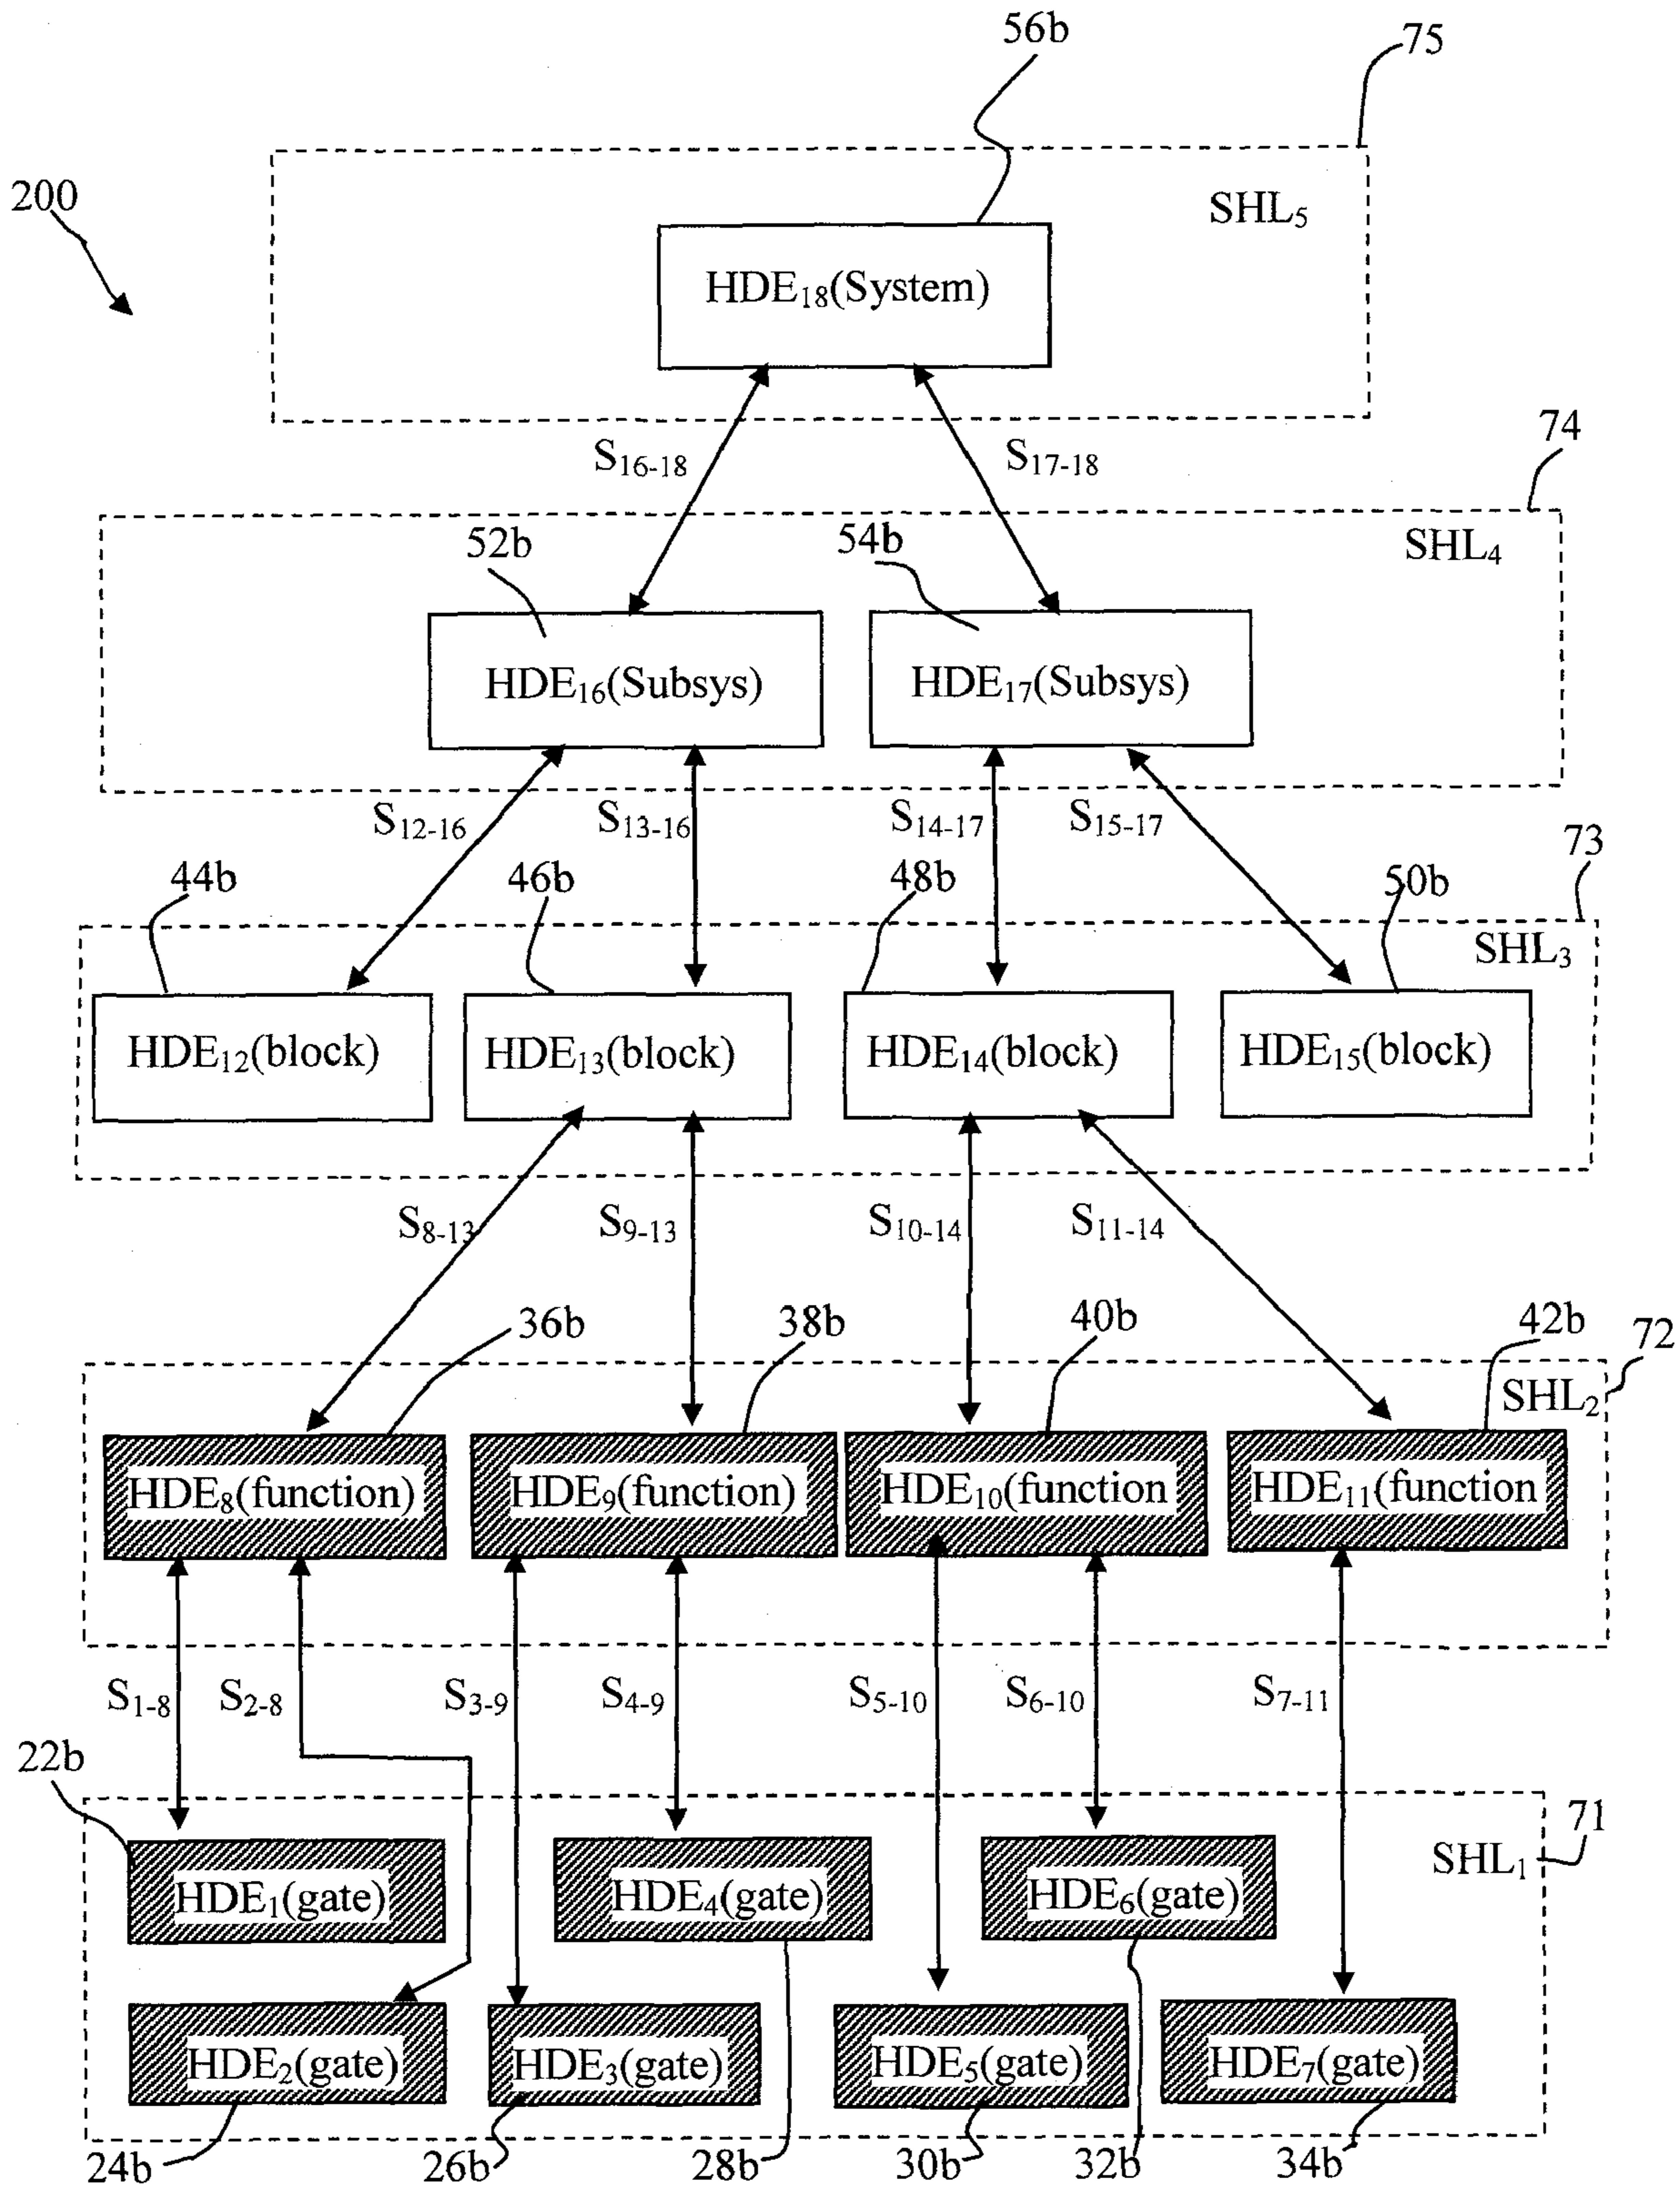 56b
75
200
SHL₅
HDE₁₈(System)
74
S₁₆₋₁₈
S₁₇₋₁₈
52b
54b
SHL₄
HDE₁₆(Subsys)
HDE₁₇(Subsys)
S₁₂₋₁₆
S₁₃₋₁₆
S₁₄₋₁₇
S₁₅₋₁₇
73
44b
46b
48b
50b
SHL₃
HDE₁₂(block)
HDE₁₃(block)
HDE₁₄(block)
HDE₁₅(block)
S₈₋₁₃
S₉₋₁₃
S₁₀₋₁₄
S₁₁₋₁₄
36b
38b
40b
42b
72
SHL₂
HDE₈(function)
HDE₉(function)
HDE₁₀(function
HDE₁₁(function
S₁₋₈
S₂₋₈
S₃₋₉
S₄₋₉
S₅₋₁₀
S₆₋₁₀
S₇₋₁₁
22b
71
SHL₁
HDE₁(gate)
HDE₄(gate)
HDE₆(gate)
HDE₂(gate)
HDE₃(gate)
HDE₅(gate)
HDE₇(gate)
24b
26b
28b
30b
32b
34b